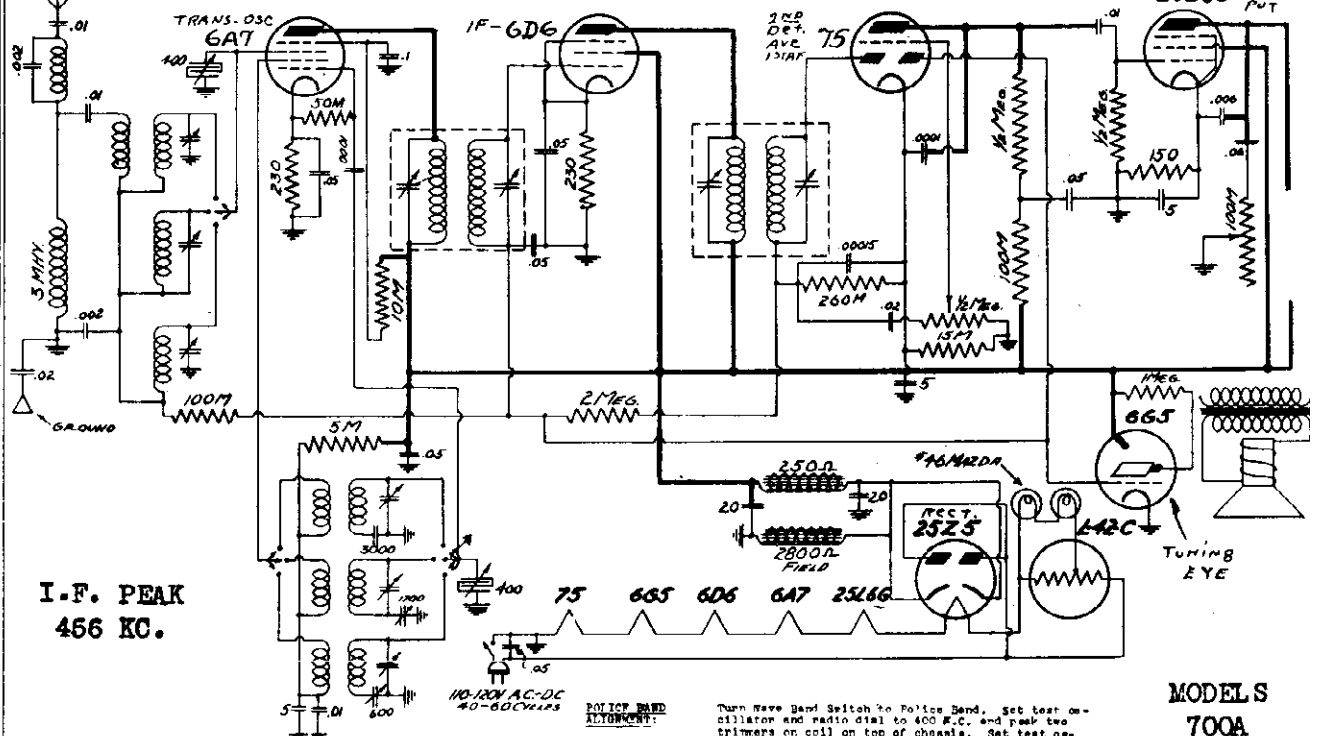 .01
.002
TRANS-OSC
6A7
400
.1
IF-6D6
2ND
DET.
AVC
1ST AF
75
.01
PUT
.01
50M
.0001
230
.05
.05
230
.0001
½ MEG.
½ MEG.
.006
150
.05
5
100M
3 MHY.
.002
10M
.05
.00015
260M
.02
½ MEG.
15M
100M
.02
GROUND
100M
2 MEG.
5
1 MEG.
6G5
5M
.05
#46 MAZDA
250Ω
20
20
RECT.
25Z5
L42C
TUNING
EYE
2800Ω
FIELD
3000
400
I.F. PEAK
456 KC.
75
6G5
6D6
6A7
25L6G
600
.05
110-120V A.C.-D.C
40-60 CYCLES
5
.01
POLICE BAND
ALIGNMENT:
Turn Wave Band Switch to Police Band. Set test os-
cillator and radio dial to 400 K.C. and peak two
trimmers on coil on top of chassis. Set test os-
MODELS
700A